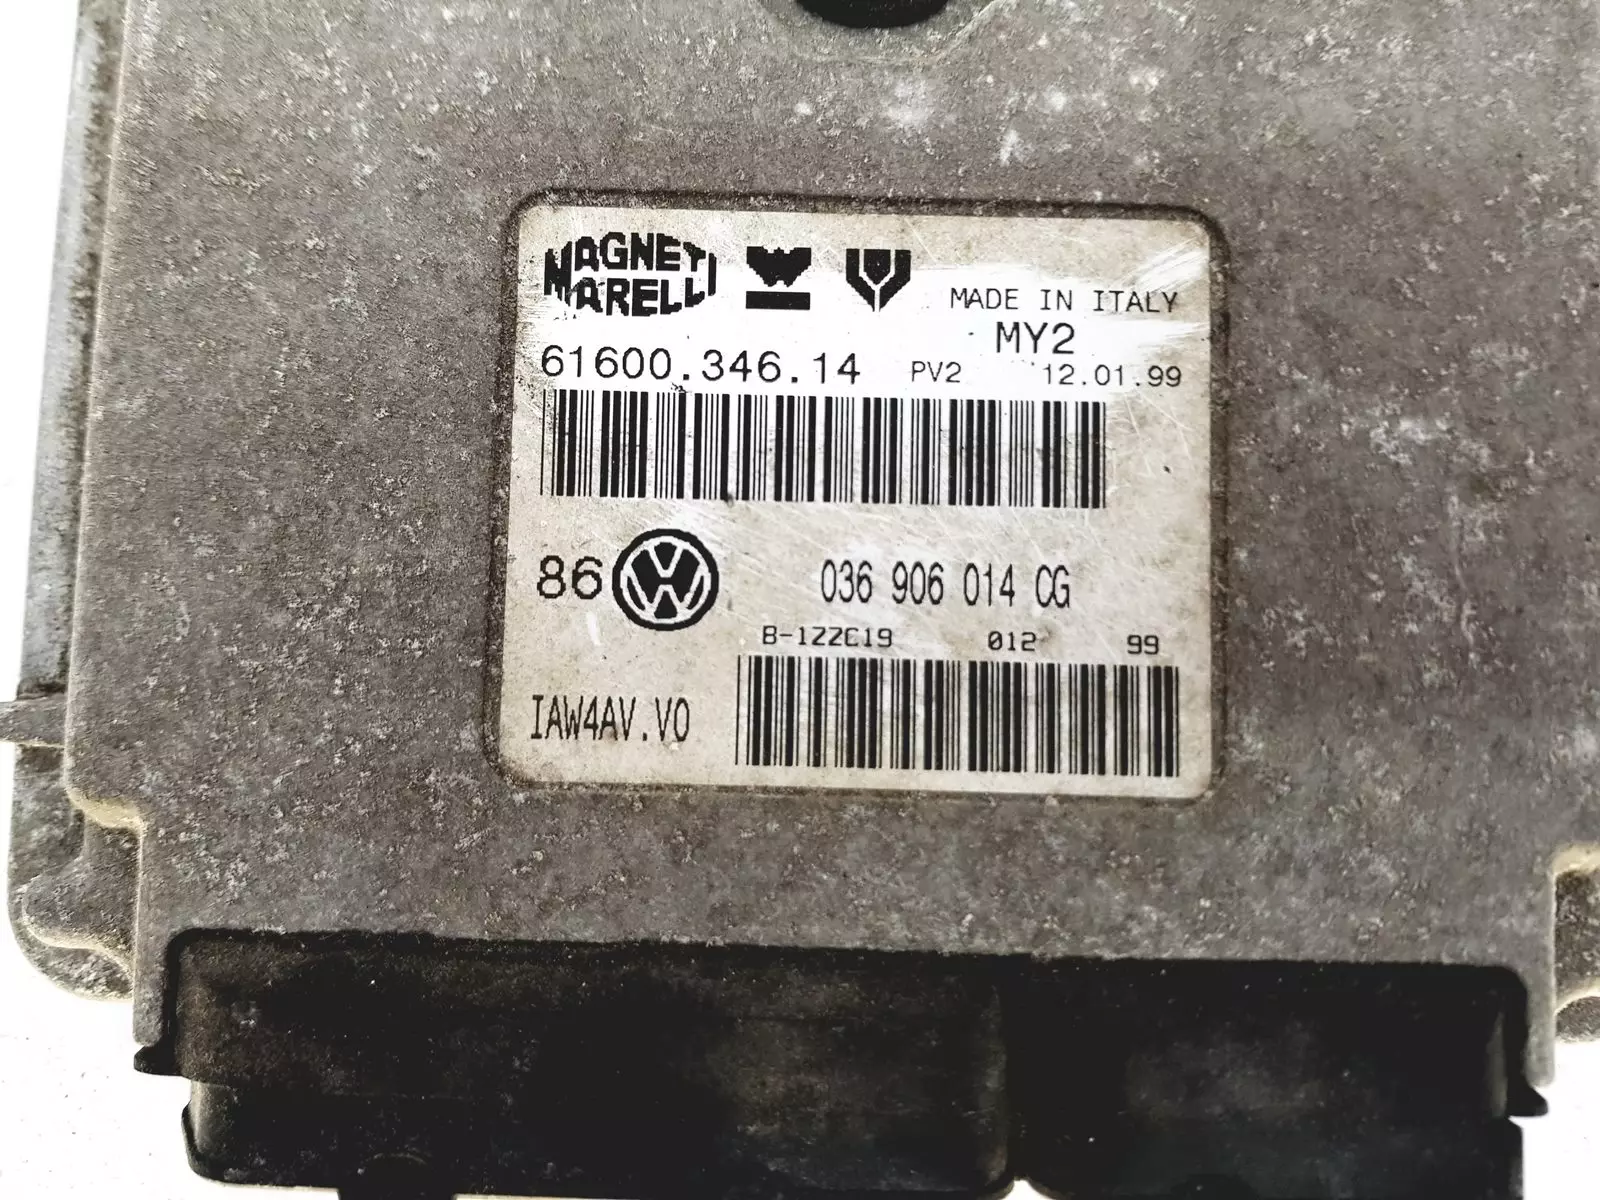 MAGNETI
MARELLI
MADE IN ITALY
MY2
61600.346.14 PV2 12.01.99
86 036 906 014 CG
B-1ZZC19 012 99
IAW4AV.V0